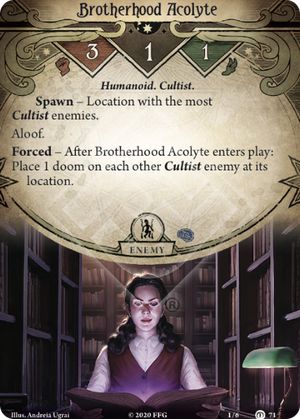 Brotherhood Acolyte
3 1 1
Humanoid. Cultist.
Spawn – Location with the most
Cultist enemies.
Aloof.
Forced – After Brotherhood Acolyte enters play:
Place 1 doom on each other Cultist enemy at its
location.
ENEMY
®
Illus. Andreia Ugrai © 2020 FFG 1/6 71